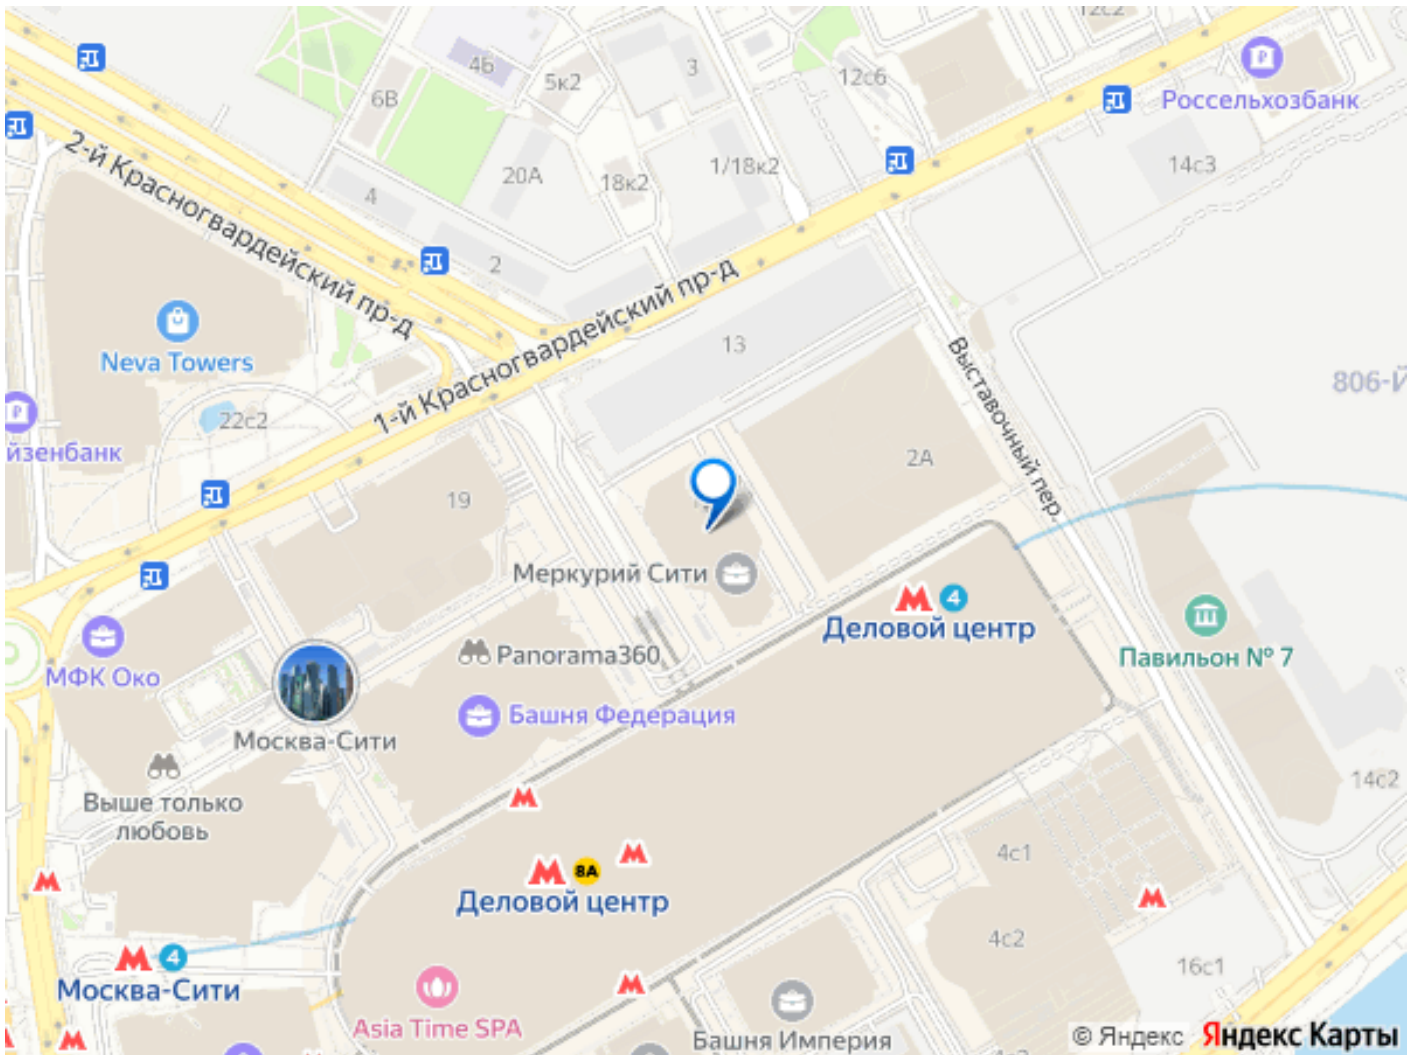 12с2
4Б
3
5к2
12с6
6В
Россельхозбанк
2-й Красногвардейский пр-д
20А
18к2
1/18к2
14с3
4
2
1-й Красногвардейский пр-д
13
Выставочный пер.
Neva Towers
806-Й
22с2
йзенбанк
2А
19
Меркурий Сити
М 4
Деловой центр
Panorama360
МФК Око
Павильон № 7
Башня Федерация
Москва-Сити
14с2
Выше только
любовь
4с1
М 8А
Деловой центр
4с2
М 4
Москва-Сити
16с1
Asia Time SPA
Башня Империя
© Яндекс Яндекс Карты